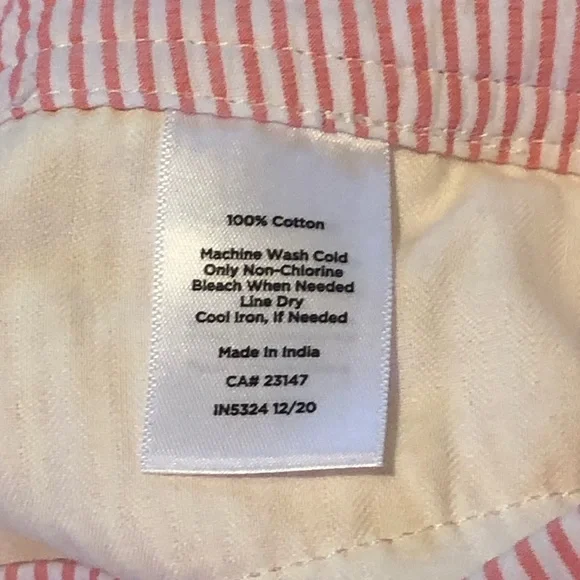 100% Cotton
Machine Wash Cold
Only Non-Chlorine
Bleach When Needed
Line Dry
Cool Iron, If Needed
Made In India
CA# 23147
IN5324 12/20